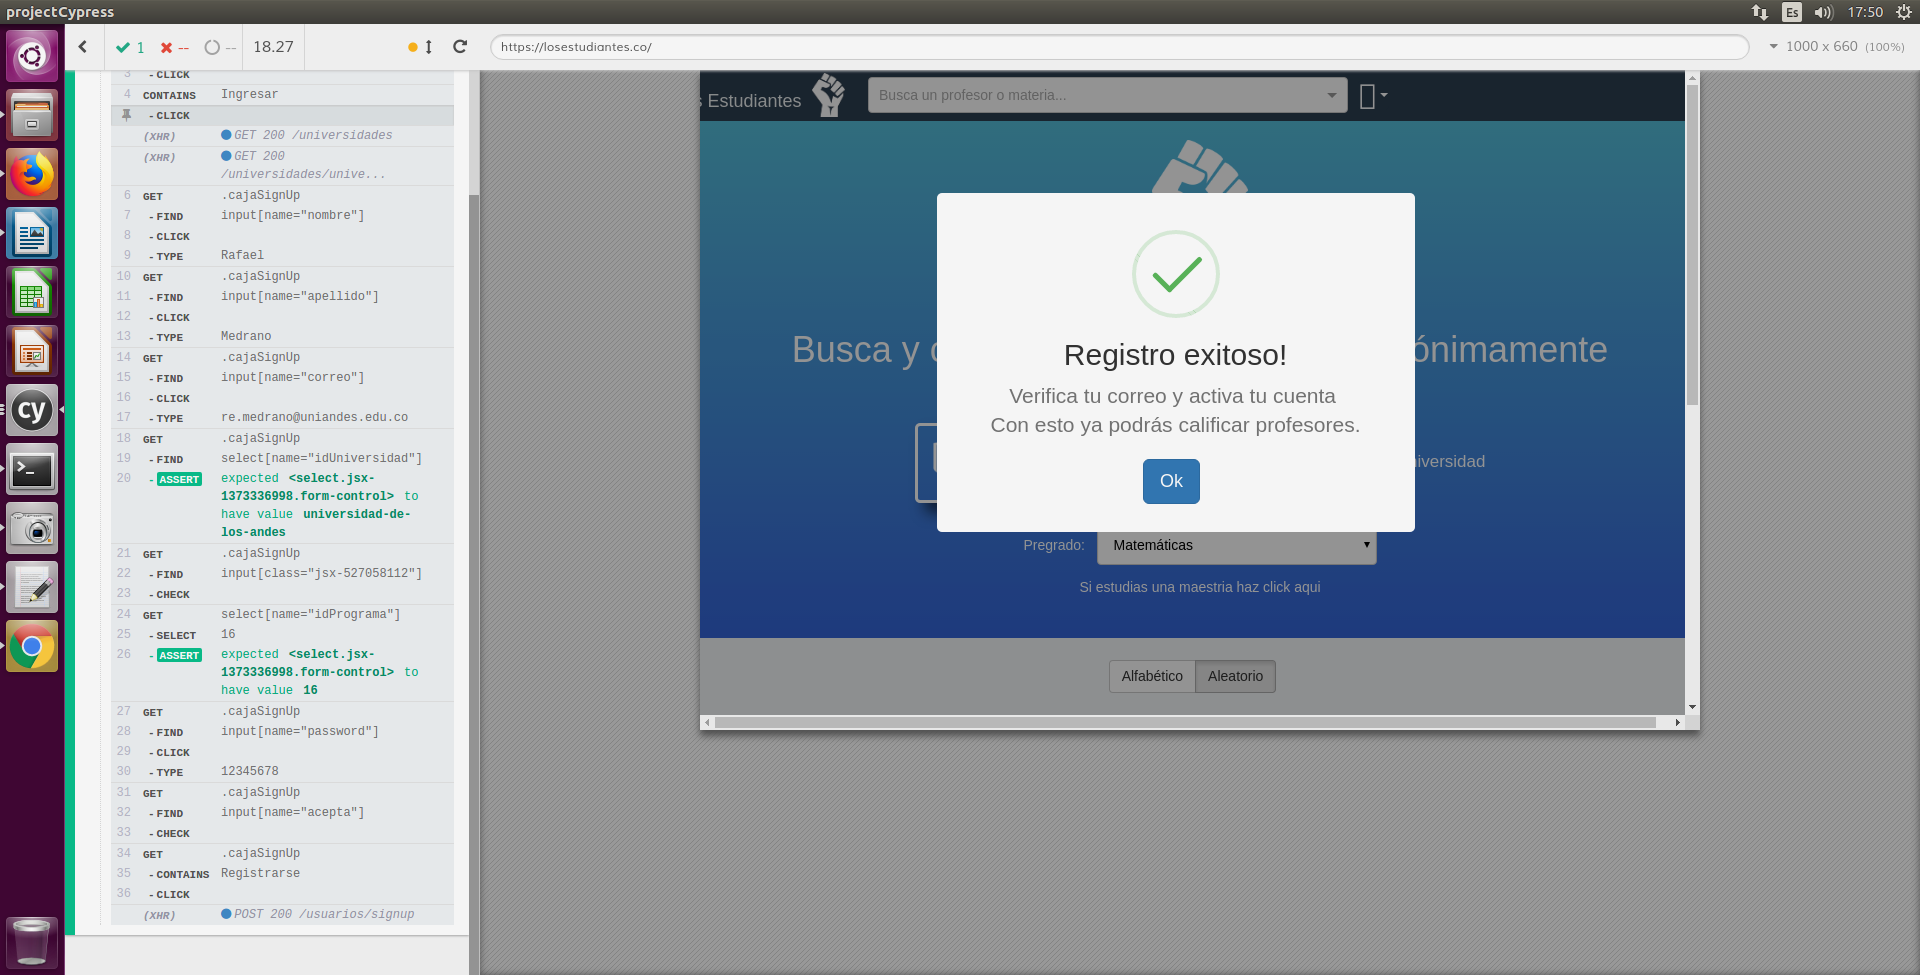 projectCypress
Es
17:50
1
--
--
18.27
https://losestudiantes.co/
1000 x 660 (100%)
3 - CLICK
4 CONTAINS Ingresar
- CLICK
(XHR) GET 200 /universidades
(XHR) GET 200
/universidades/unive...
6 GET .cajaSignUp
7 - FIND input[name="nombre"]
8 - CLICK
9 - TYPE Rafael
10 GET .cajaSignUp
11 - FIND input[name="apellido"]
12 - CLICK
13 - TYPE Medrano
14 GET .cajaSignUp
15 - FIND input[name="correo"]
16 - CLICK
17 - TYPE re.medrano@uniandes.edu.co
18 GET .cajaSignUp
19 - FIND select[name="idUniversidad"]
20 - ASSERT expected <select.jsx-
1373336998.form-control> to
have value universidad-de-
los-andes
21 GET .cajaSignUp
22 - FIND input[class="jsx-527058112"]
23 - CHECK
24 GET select[name="idPrograma"]
25 - SELECT 16
26 - ASSERT expected <select.jsx-
1373336998.form-control> to
have value 16
27 GET .cajaSignUp
28 - FIND input[name="password"]
29 - CLICK
30 - TYPE 12345678
31 GET .cajaSignUp
32 - FIND input[name="acepta"]
33 - CHECK
34 GET .cajaSignUp
35 - CONTAINS Registrarse
36 - CLICK
(XHR) POST 200 /usuarios/signup
cy
s Estudiantes
Busca un profesor o materia...
Busca y c
ónimamente
Registro exitoso!
Verifica tu correo y activa tu cuenta
Con esto ya podrás calificar profesores.
Ok
iversidad
Pregrado: Matemáticas
Si estudias una maestria haz click aqui
Alfabético Aleatorio